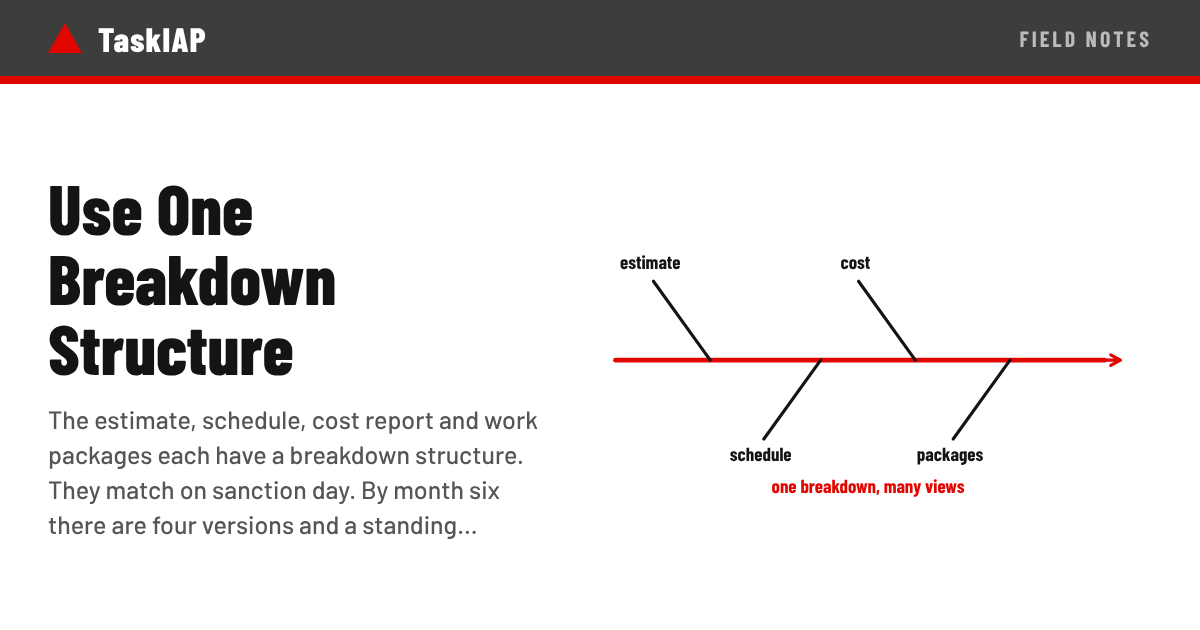 TaskIAP
FIELD NOTES
Use One
Breakdown
Structure
The estimate, schedule, cost report and work
packages each have a breakdown structure.
They match on sanction day. By month six
there are four versions and a standing...
estimate
cost
schedule
packages
one breakdown, many views